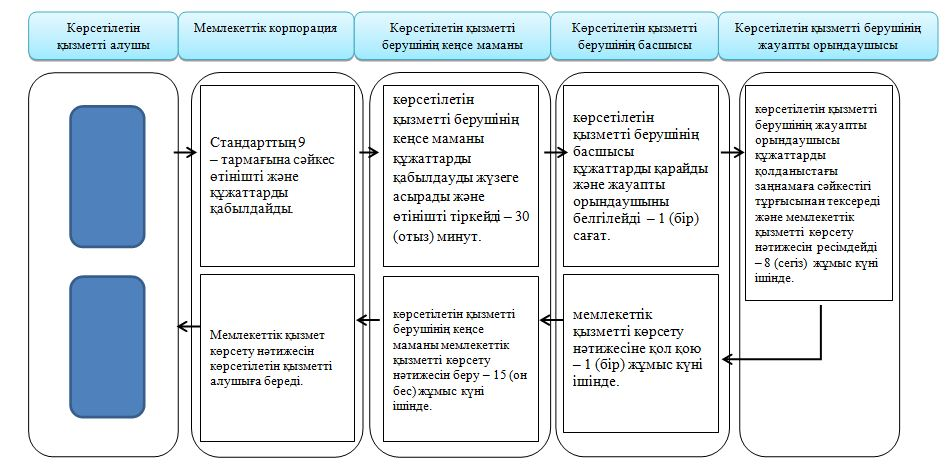 Көрсетілетін
қызметті алушы
Мемлекеттік корпорация
Көрсетілетін қызметті
берушінің кеңсе маманы
Көрсетілетін қызметті
берушінің басшысы
Көрсетілетін қызметті берушінің
жауапты орындаушысы
Стандарттың 9
– тармағына сәйкес
өтінішті және
құжаттарды
қабылдайды.
көрсетілетін
қызметті берушінің
кеңсе маманы
құжаттарды
қабылдауды жүзеге
асырады және
өтінішті тіркейді – 30
(отыз) минут.
көрсетілетін
қызметті берушінің
басшысы
құжаттарды қарайды
және жауапты
орындаушыны
белгілейді – 1 (бір)
сағат.
көрсетілетін қызметті
берушінің жауапты
орындаушысы
құжаттарды
қолданыстағы
заңнамаға сәйкестігі
тұрғысынан тексереді
және мемлекеттік
қызметті көрсету
нәтижесін ресімдейді
– 8 (сегіз) жұмыс күні
ішінде.
Мемлекеттік қызмет
көрсету нәтижесін
көрсетілетін қызметті
алушыға береді.
көрсетілетін қызметті
берушінің кеңсе
маманы мемлекеттік
қызметті көрсету
нәтижесін беру – 15 (он
бес) жұмыс күні
ішінде.
мемлекеттік
қызметті көрсету
нәтижесіне қол қою
– 1 (бір) жұмыс күні
ішінде.